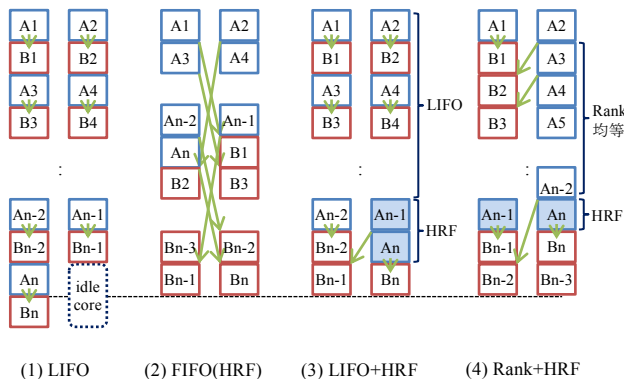 A1 A2 A1 A2 A1 A2 A1 A2
B1 B2 A3 A4 B1 B2 B1 A3
A3 A4 A3 A4 B2 A4
B3 B4 B3 B4 B3 A5
LIFO
Rank
均等
An-2 An-1
An B1
B2 B3
: : :
An-2
An-2 An-1 An-2 An-1 An-1 An
HRF HRF
Bn-2 Bn-1 Bn-3 Bn-2 Bn-2 An Bn-1 Bn
An idle Bn-1 Bn Bn-1 Bn Bn-2 Bn-3
core
Bn
(1) LIFO (2) FIFO(HRF) (3) LIFO+HRF (4) Rank+HRF